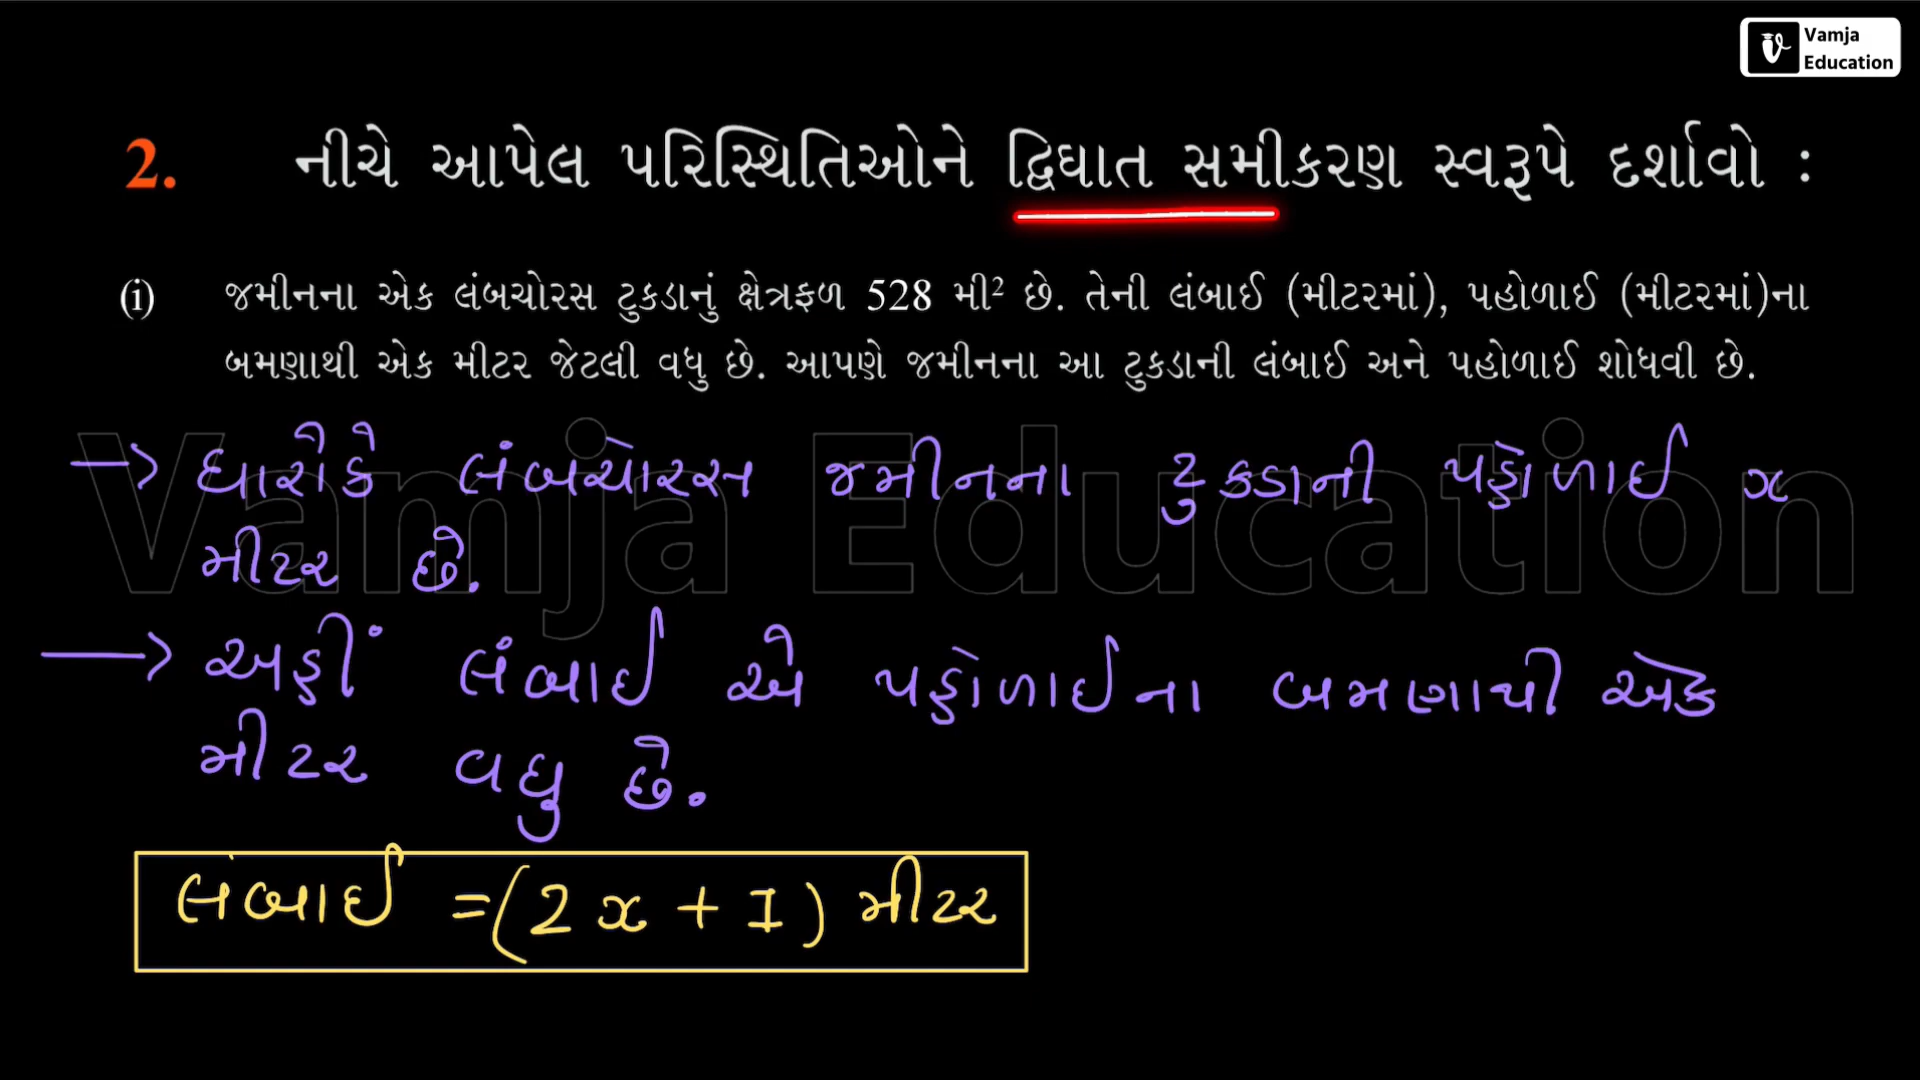 Vamja
Education
2. નીચે આપેલ પરિસ્થિતિઓને દ્વિઘાત સમીકરણ સ્વરૂપે દર્શાવો :
(i) જમીનના એક લંબચોરસ ટુકડાનું ક્ષેત્રફળ 528 મી² છે. તેની લંબાઈ (મીટરમાં), પહોળાઈ (મીટરમાં)ના
બમણાથી એક મીટર જેટલી વધુ છે. આપણે જમીનના આ ટુકડાની લંબાઈ અને પહોળાઈ શોધવી છે.
Vamja Education
→ ધારોકે લંબચોરસ જમીનના ટુકડાની પહોળાઈ x
મીટર છે.
→ અહીં લંબાઈ એ પહોળાઈના બમણાથી એક
મીટર વધુ છે.
લંબાઈ = (2x + 1) મીટર